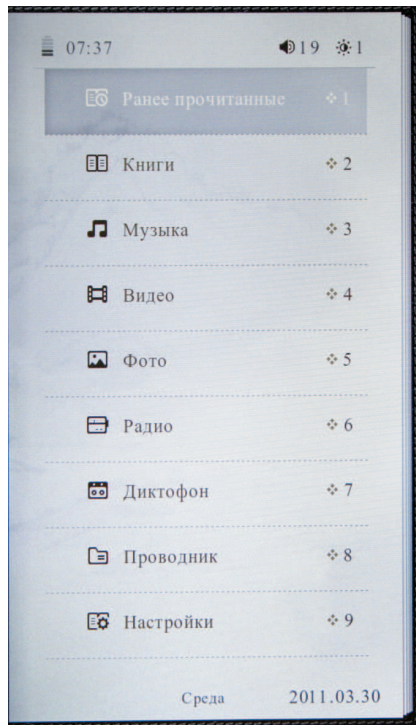 07:37 19 1
Ранее прочитанные 1
Книги 2
Музыка 3
Видео 4
Фото 5
Радио 6
Диктофон 7
Проводник 8
Настройки 9
Среда 2011.03.30